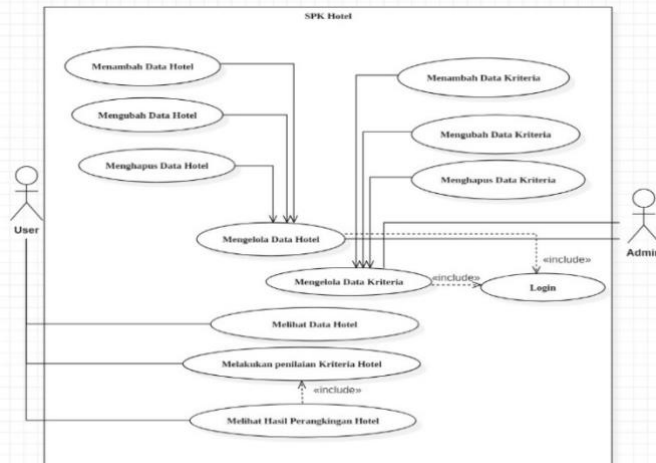 SPK Hotel
Menambah Data Hotel
Menambah Data Kriteria
Mengubah Data Hotel
Mengubah Data Kriteria
Menghapus Data Hotel
Menghapus Data Kriteria
User
Admin
Mengelola Data Hotel
«include»
Mengelola Data Kriteria
«include»
Login
Melihat Data Hotel
Melakukan penilaian Kriteria Hotel
«include»
Melihat Hasil Perangkingan Hotel